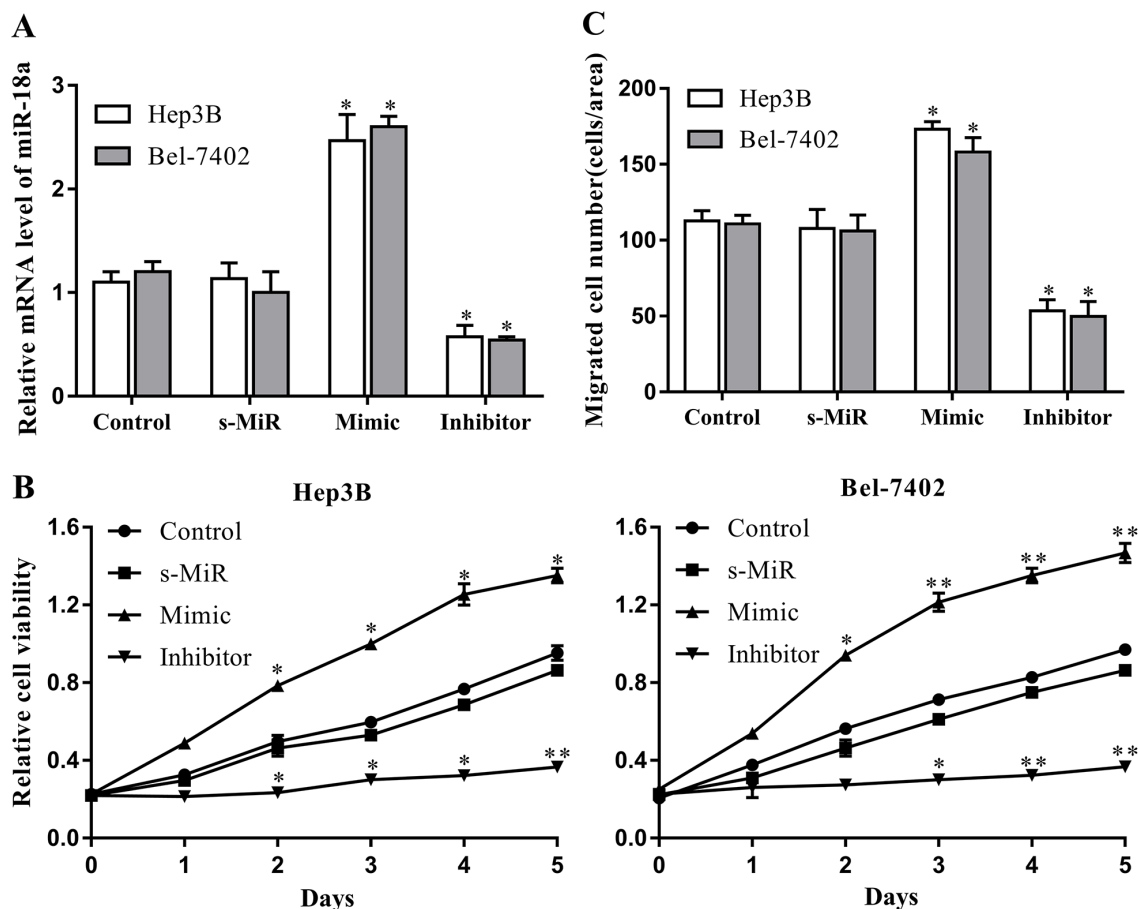 A
Relative mRNA level of miR-18a
3
2
1
0
Hep3B
Bel-7402
* *
* *
Control s-MiR Mimic Inhibitor
C
Migrated cell number(cells/area)
200
150
100
50
0
Hep3B
Bel-7402
* *
* *
Control s-MiR Mimic Inhibitor
B
Hep3B
Relative cell viability
1.6
1.2
0.8
0.4
0.0
Control
s-MiR
Mimic
Inhibitor
* * * *
* * * **
0 1 2 3 4 5
Days
Bel-7402
1.6
1.2
0.8
0.4
0.0
Control
s-MiR
Mimic
Inhibitor
* ** ** **
* ** **
0 1 2 3 4 5
Days